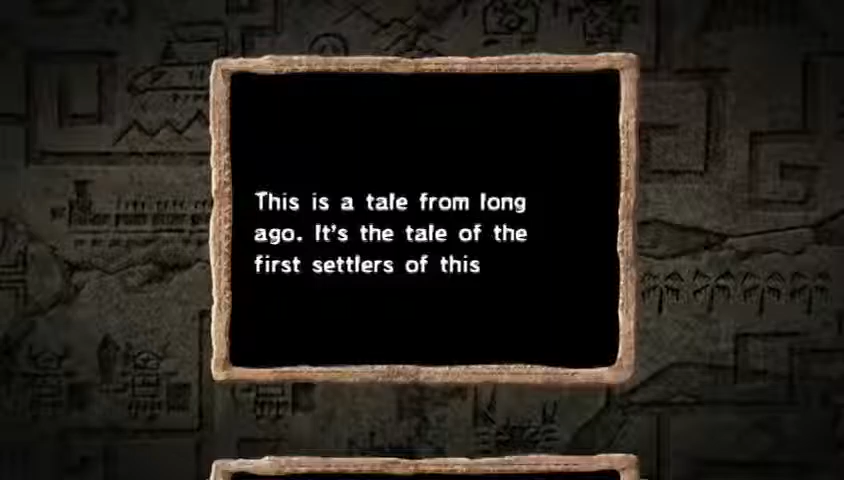 This is a tale from long
ago. It's the tale of the
first settlers of this